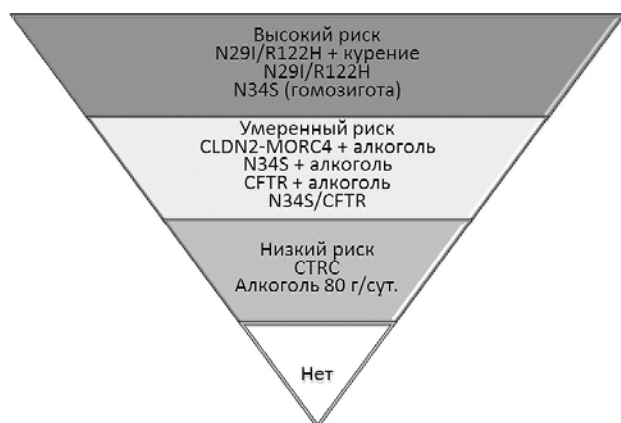 Высокий риск
N29I/R122H + курение
N29I/R122H
N34S (гомозигота)
Умеренный риск
CLDN2-MORC4 + алкоголь
N34S + алкоголь
CFTR + алкоголь
N34S/CFTR
Низкий риск
CTRC
Алкоголь 80 г/сут.
Нет